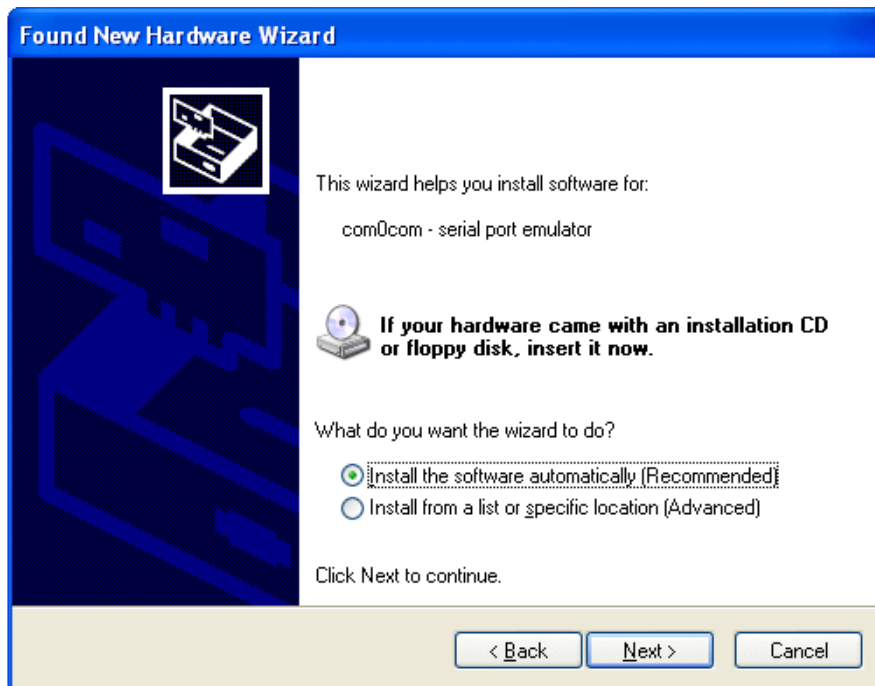 Found New Hardware Wizard
This wizard helps you install software for:
com0com - serial port emulator
If your hardware came with an installation CD
or floppy disk, insert it now.
What do you want the wizard to do?
Install the software automatically (Recommended)
Install from a list or specific location (Advanced)
Click Next to continue.
< Back
Next >
Cancel